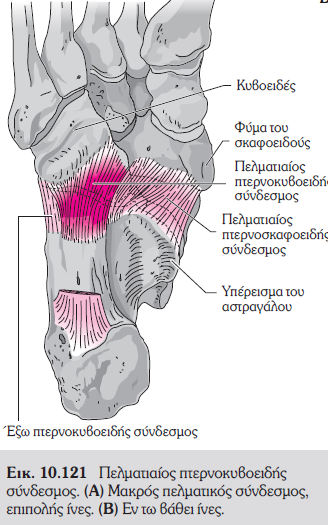 Κυβοειδές
Φύμα του
σκαφοειδούς
Πελματιαίος
πτερνοκυβοειδής
σύνδεσμος
Πελματιαίος
πτερνοσκαφοειδής
σύνδεσμος
Υπέρεισμα του
αστραγάλου
Έξω πτερνοκυβοειδής σύνδεσμος
Εικ. 10.121 Πελματιαίος πτερνοκυβοειδής
σύνδεσμος. (Α) Μακρός πελματικός σύνδεσμος,
επιπολής ίνες. (Β) Εν τω βάθει ίνες.